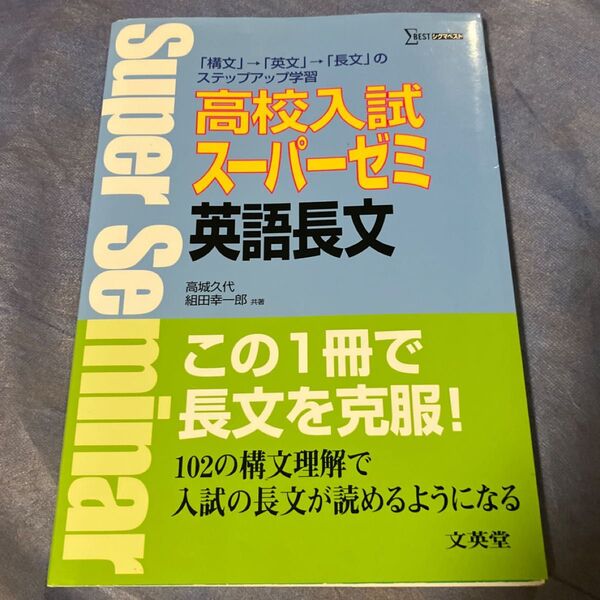 ΣBEST シグマベスト
「構文」→「英文」→「長文」の
ステップアップ学習
高校入試
スーパーゼミ
英語長文
高城久代
組田幸一郎 共著
Super Seminar
この1冊で
長文を克服!
102の構文理解で
入試の長文が読めるようになる
文英堂